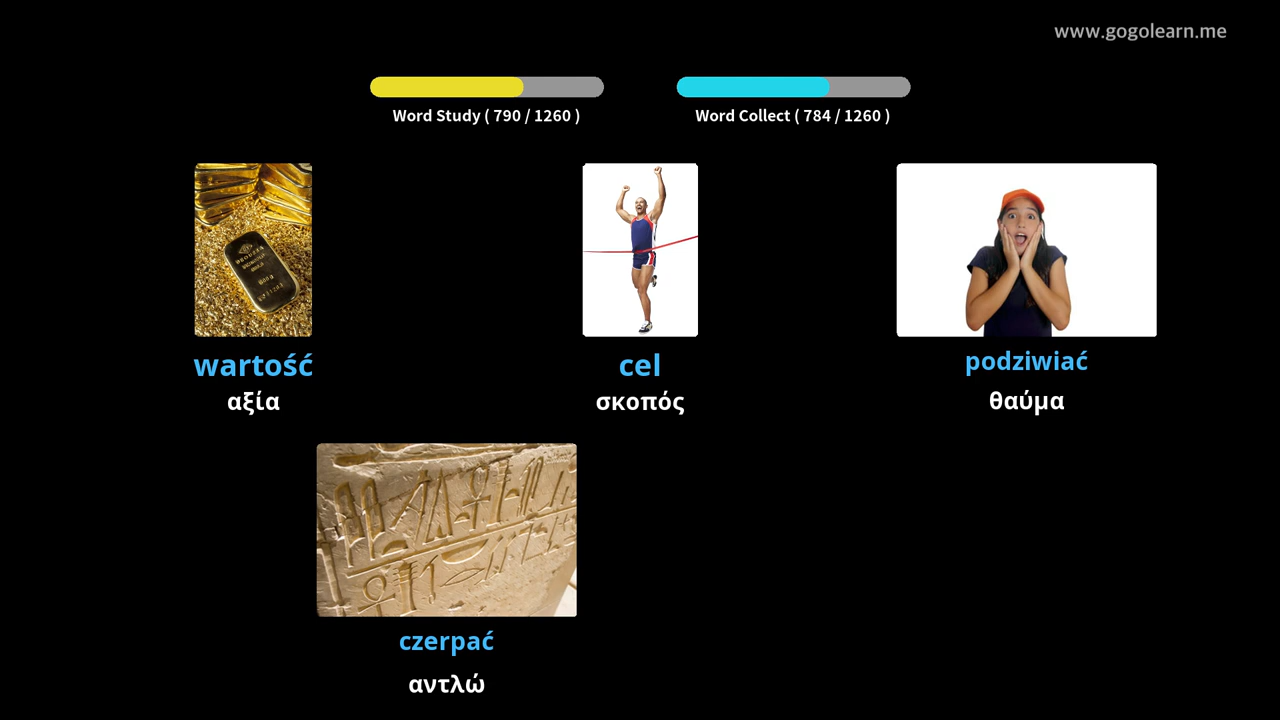 www.gogolearn.me
Word Study ( 790 / 1260 )
Word Collect ( 784 / 1260 )
wartość
cel
podziwiać
αξία
σκοπός
θαύμα
czerpać
αντλώ